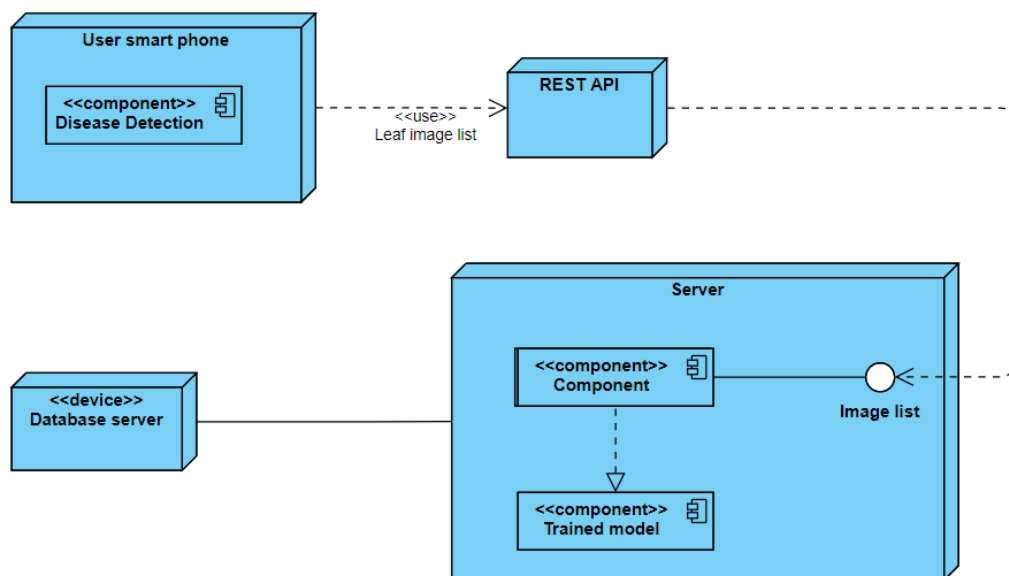 User smart phone
<<component>>
Disease Detection
<<use>>
Leaf image list
REST API
Server
<<component>>
Component
Image list
<<device>>
Database server
<<component>>
Trained model